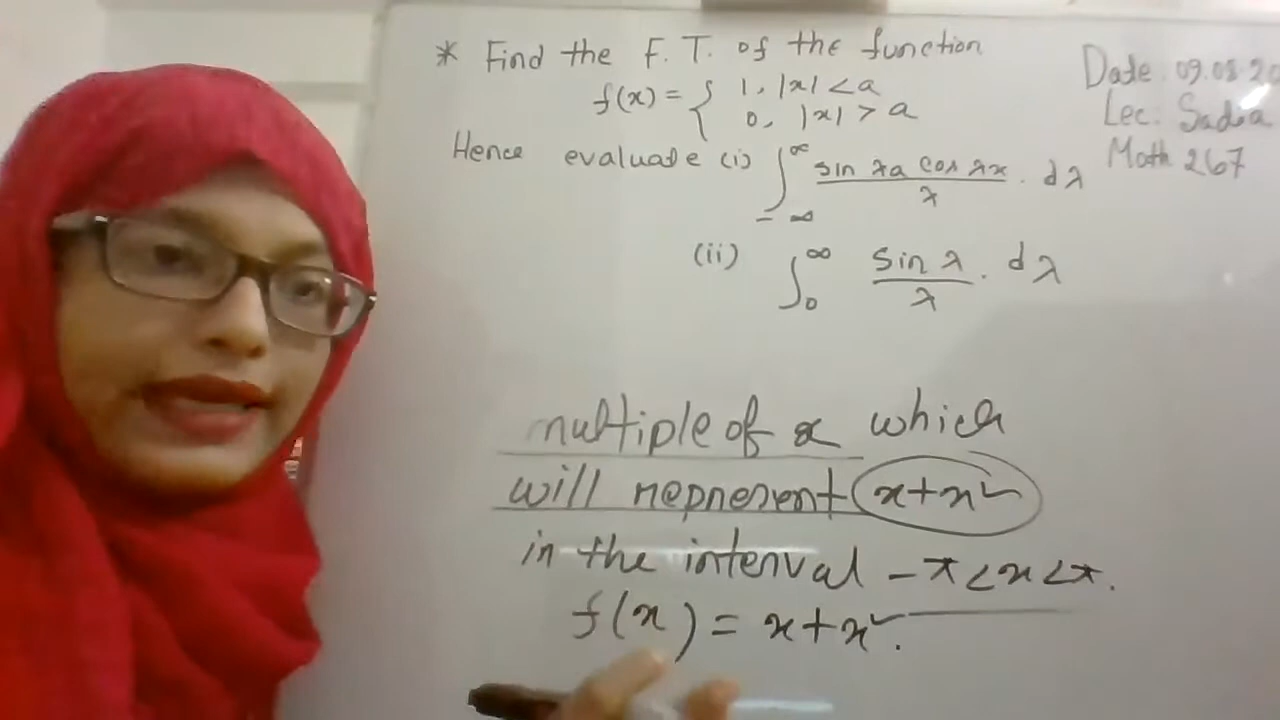 * Find the F. T. of the function
f(x) = { 1, |x| < a
0, |x| > a
Hence evaluate (i) ∫_{-∞}^{∞} sin λa cos λx / λ . dλ
(ii) ∫_0^∞ sin λ / λ . dλ
Date. 09.08.20
Lec: Sadia
Math 267
multiple of x which
will represent x+x²
in the interval -π<x<π.
f(x) = x+x².